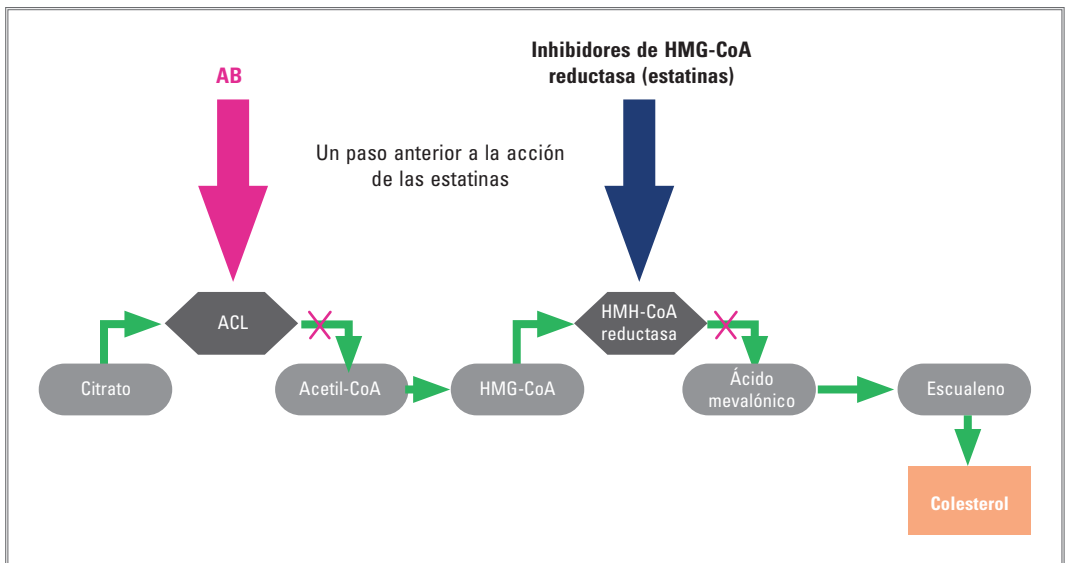 Inhibidores de HMG-CoA
reductasa (estatinas)
AB
Un paso anterior a la acción
de las estatinas
ACL
HMH-CoA
reductasa
Citrato
Acetil-CoA
HMG-CoA
Ácido
mevalónico
Escualeno
Colesterol